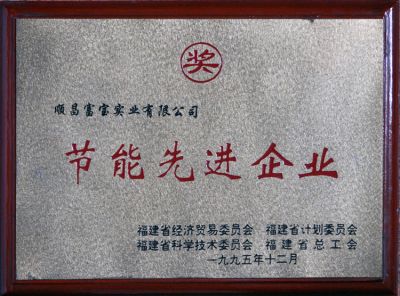 奖
顺昌富宝实业有限公司
节能先进企业
福建省经济贸易委员会 福建省计划委员会
福建省科学技术委员会 福建省总工会
一九九五年十二月